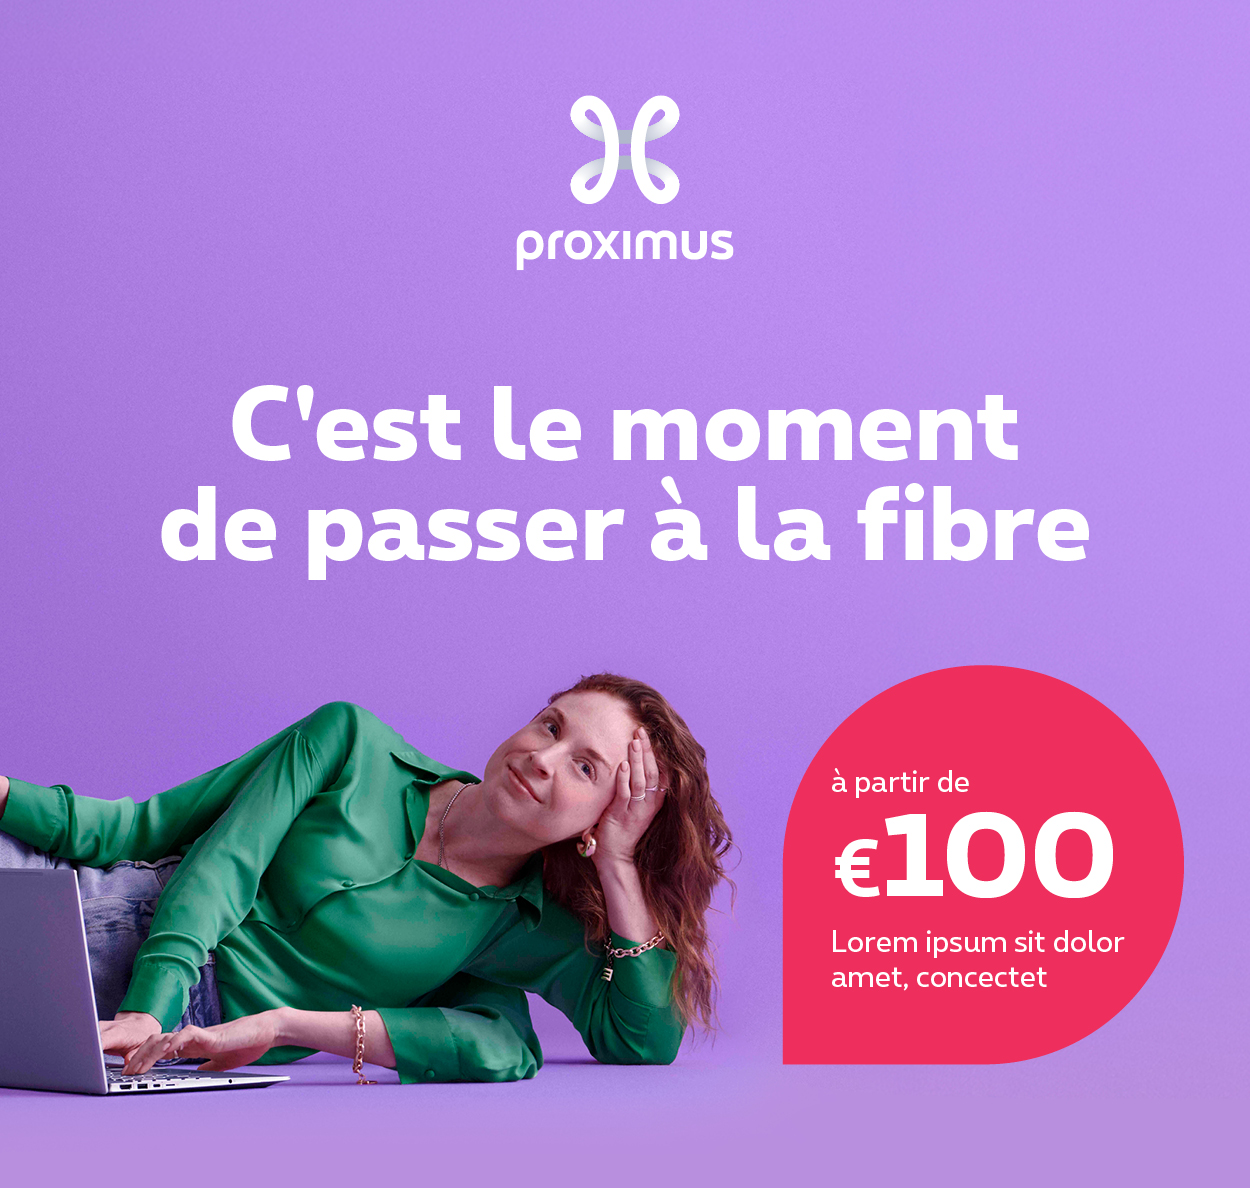 proximus
C'est le moment
de passer à la fibre
à partir de
€100
Lorem ipsum sit dolor
amet, concectet